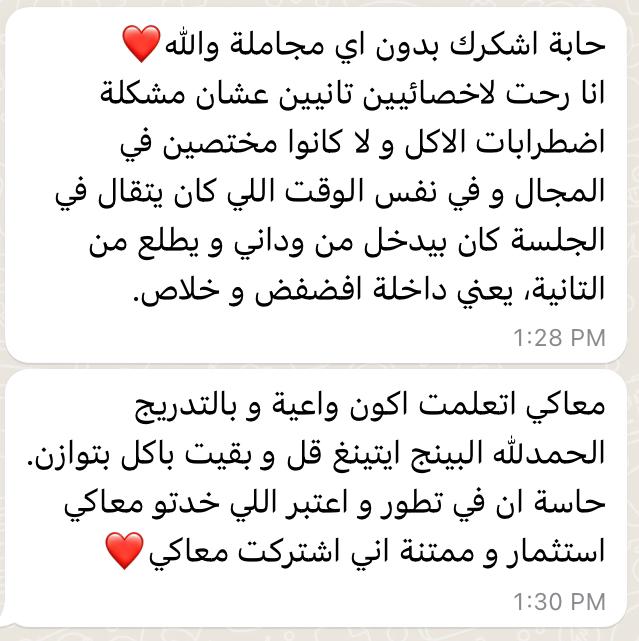 حابة اشكرك بدون اي مجاملة والله❤️
انا رحت لاخصائيين تانيين عشان مشكلة
اضطرابات الاكل و لا كانوا مختصين في
المجال و في نفس الوقت اللي كان يتقال في
الجلسة كان بيدخل من وداني و يطلع من
التانية، يعني داخلة افضفض و خلاص.
1:28 PM
معاكي اتعلمت اكون واعية و بالتدريج
الحمدلله البينج ايتينغ قل و بقيت باكل بتوازن.
حاسة ان في تطور و اعتبر اللي خدتو معاكي
استثمار و ممتنة اني اشتركت معاكي❤️
1:30 PM